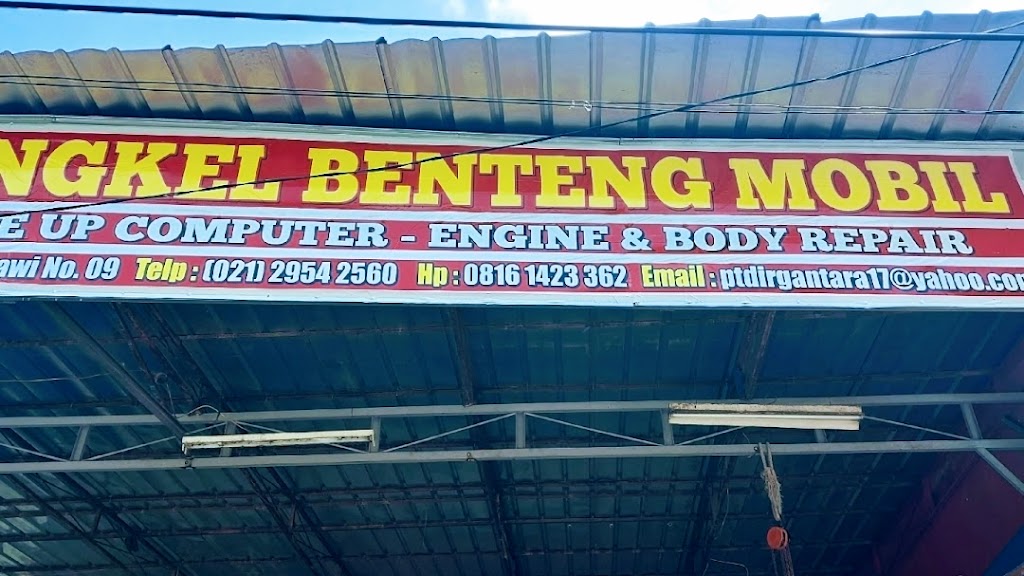 NGKEL BENTENG MOBIL
E UP COMPUTER - ENGINE & BODY REPAIR
awi No. 09 Telp : (021) 2954 2560 Hp : 0816 1423 362 Email : ptdirgantara17@yahoo.com